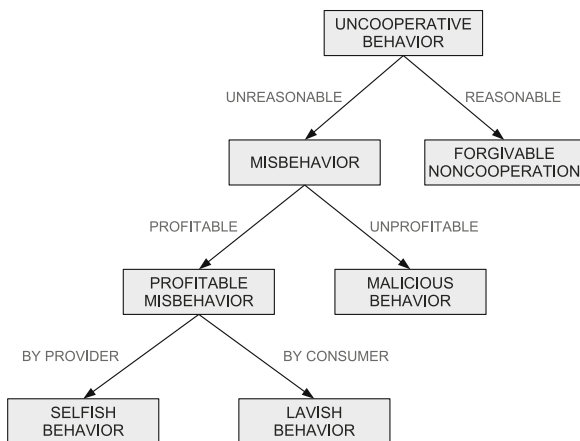 UNCOOPERATIVE
BEHAVIOR
UNREASONABLE
REASONABLE
MISBEHAVIOR
FORGIVABLE
NONCOOPERATION
PROFITABLE
UNPROFITABLE
PROFITABLE
MISBEHAVIOR
MALICIOUS
BEHAVIOR
BY PROVIDER
BY CONSUMER
SELFISH
BEHAVIOR
LAVISH
BEHAVIOR